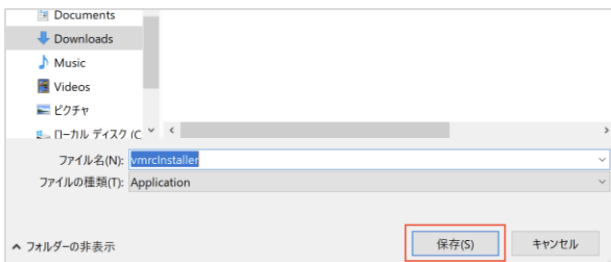 Documents
Downloads
Music
Videos
ピクチャ
ローカル ディスク (C
ファイル名(N): vmrcInstaller
ファイルの種類(T): Application
フォルダーの非表示
保存(S)
キャンセル